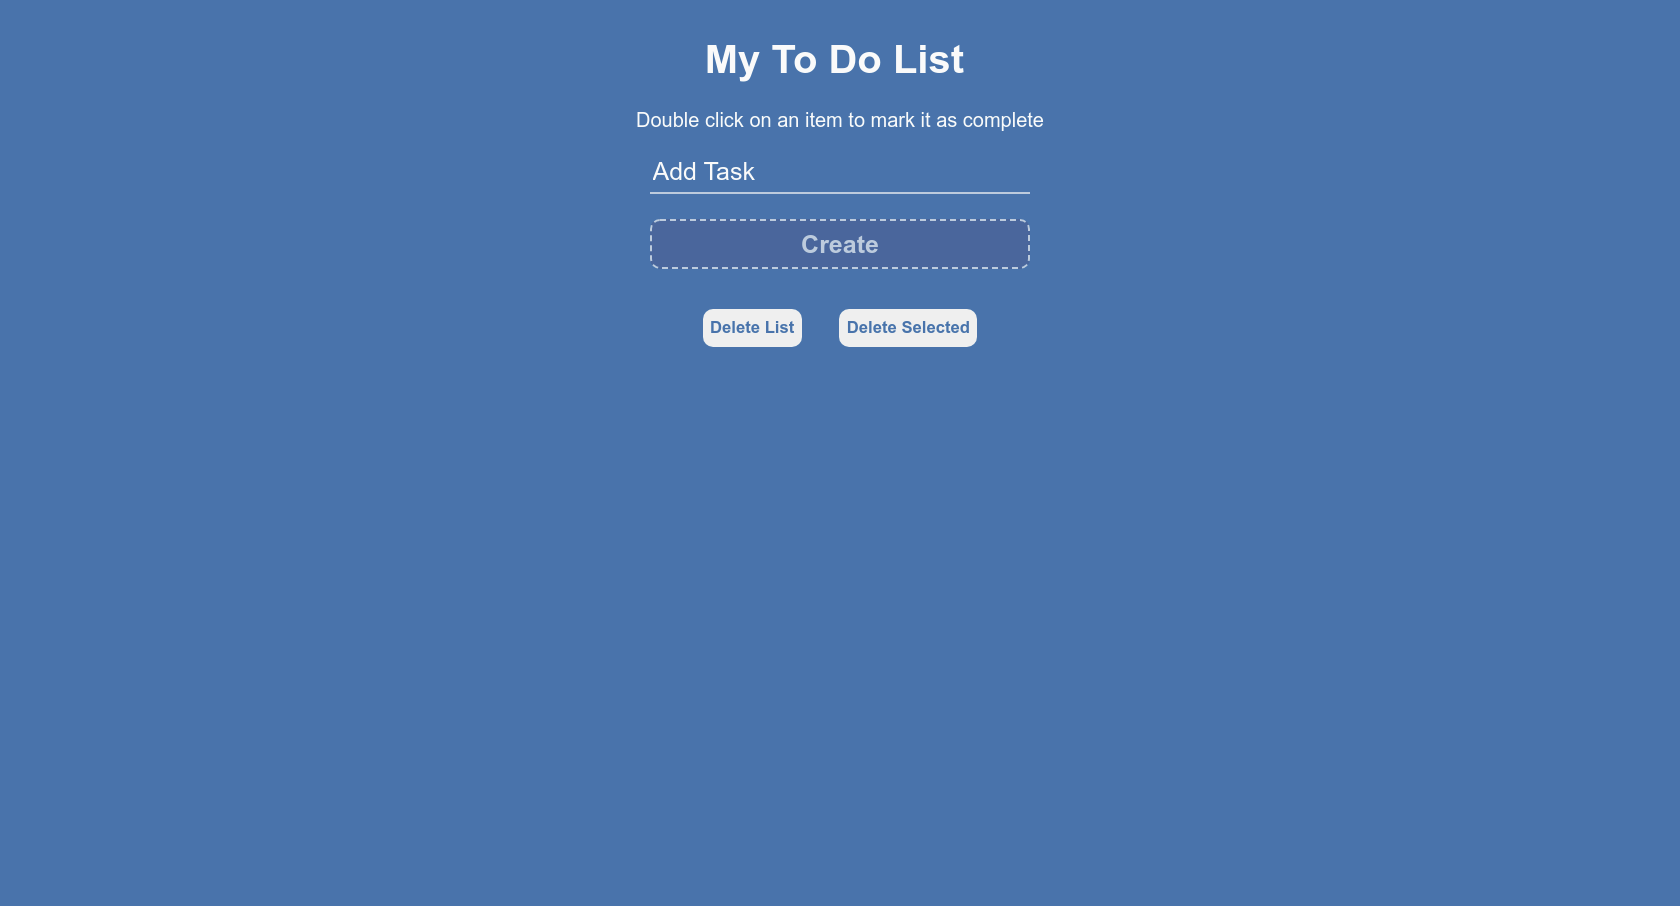 My To Do List
Double click on an item to mark it as complete
Add Task
Create
Delete List
Delete Selected